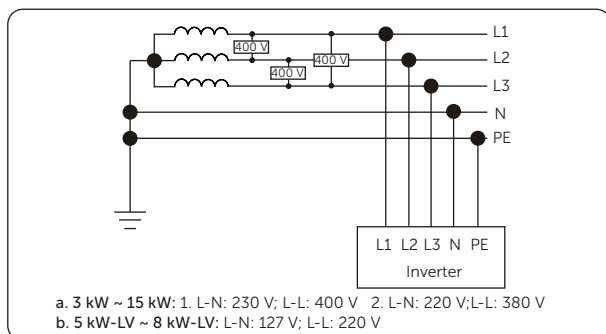 L1
400 V
L2
400 V
400 V
L3
N
PE
L1 L2 L3 N PE
Inverter
a. 3 kW ~ 15 kW: 1. L-N: 230 V; L-L: 400 V 2. L-N: 220 V;L-L: 380 V
b. 5 kW-LV ~ 8 kW-LV: L-N: 127 V; L-L: 220 V